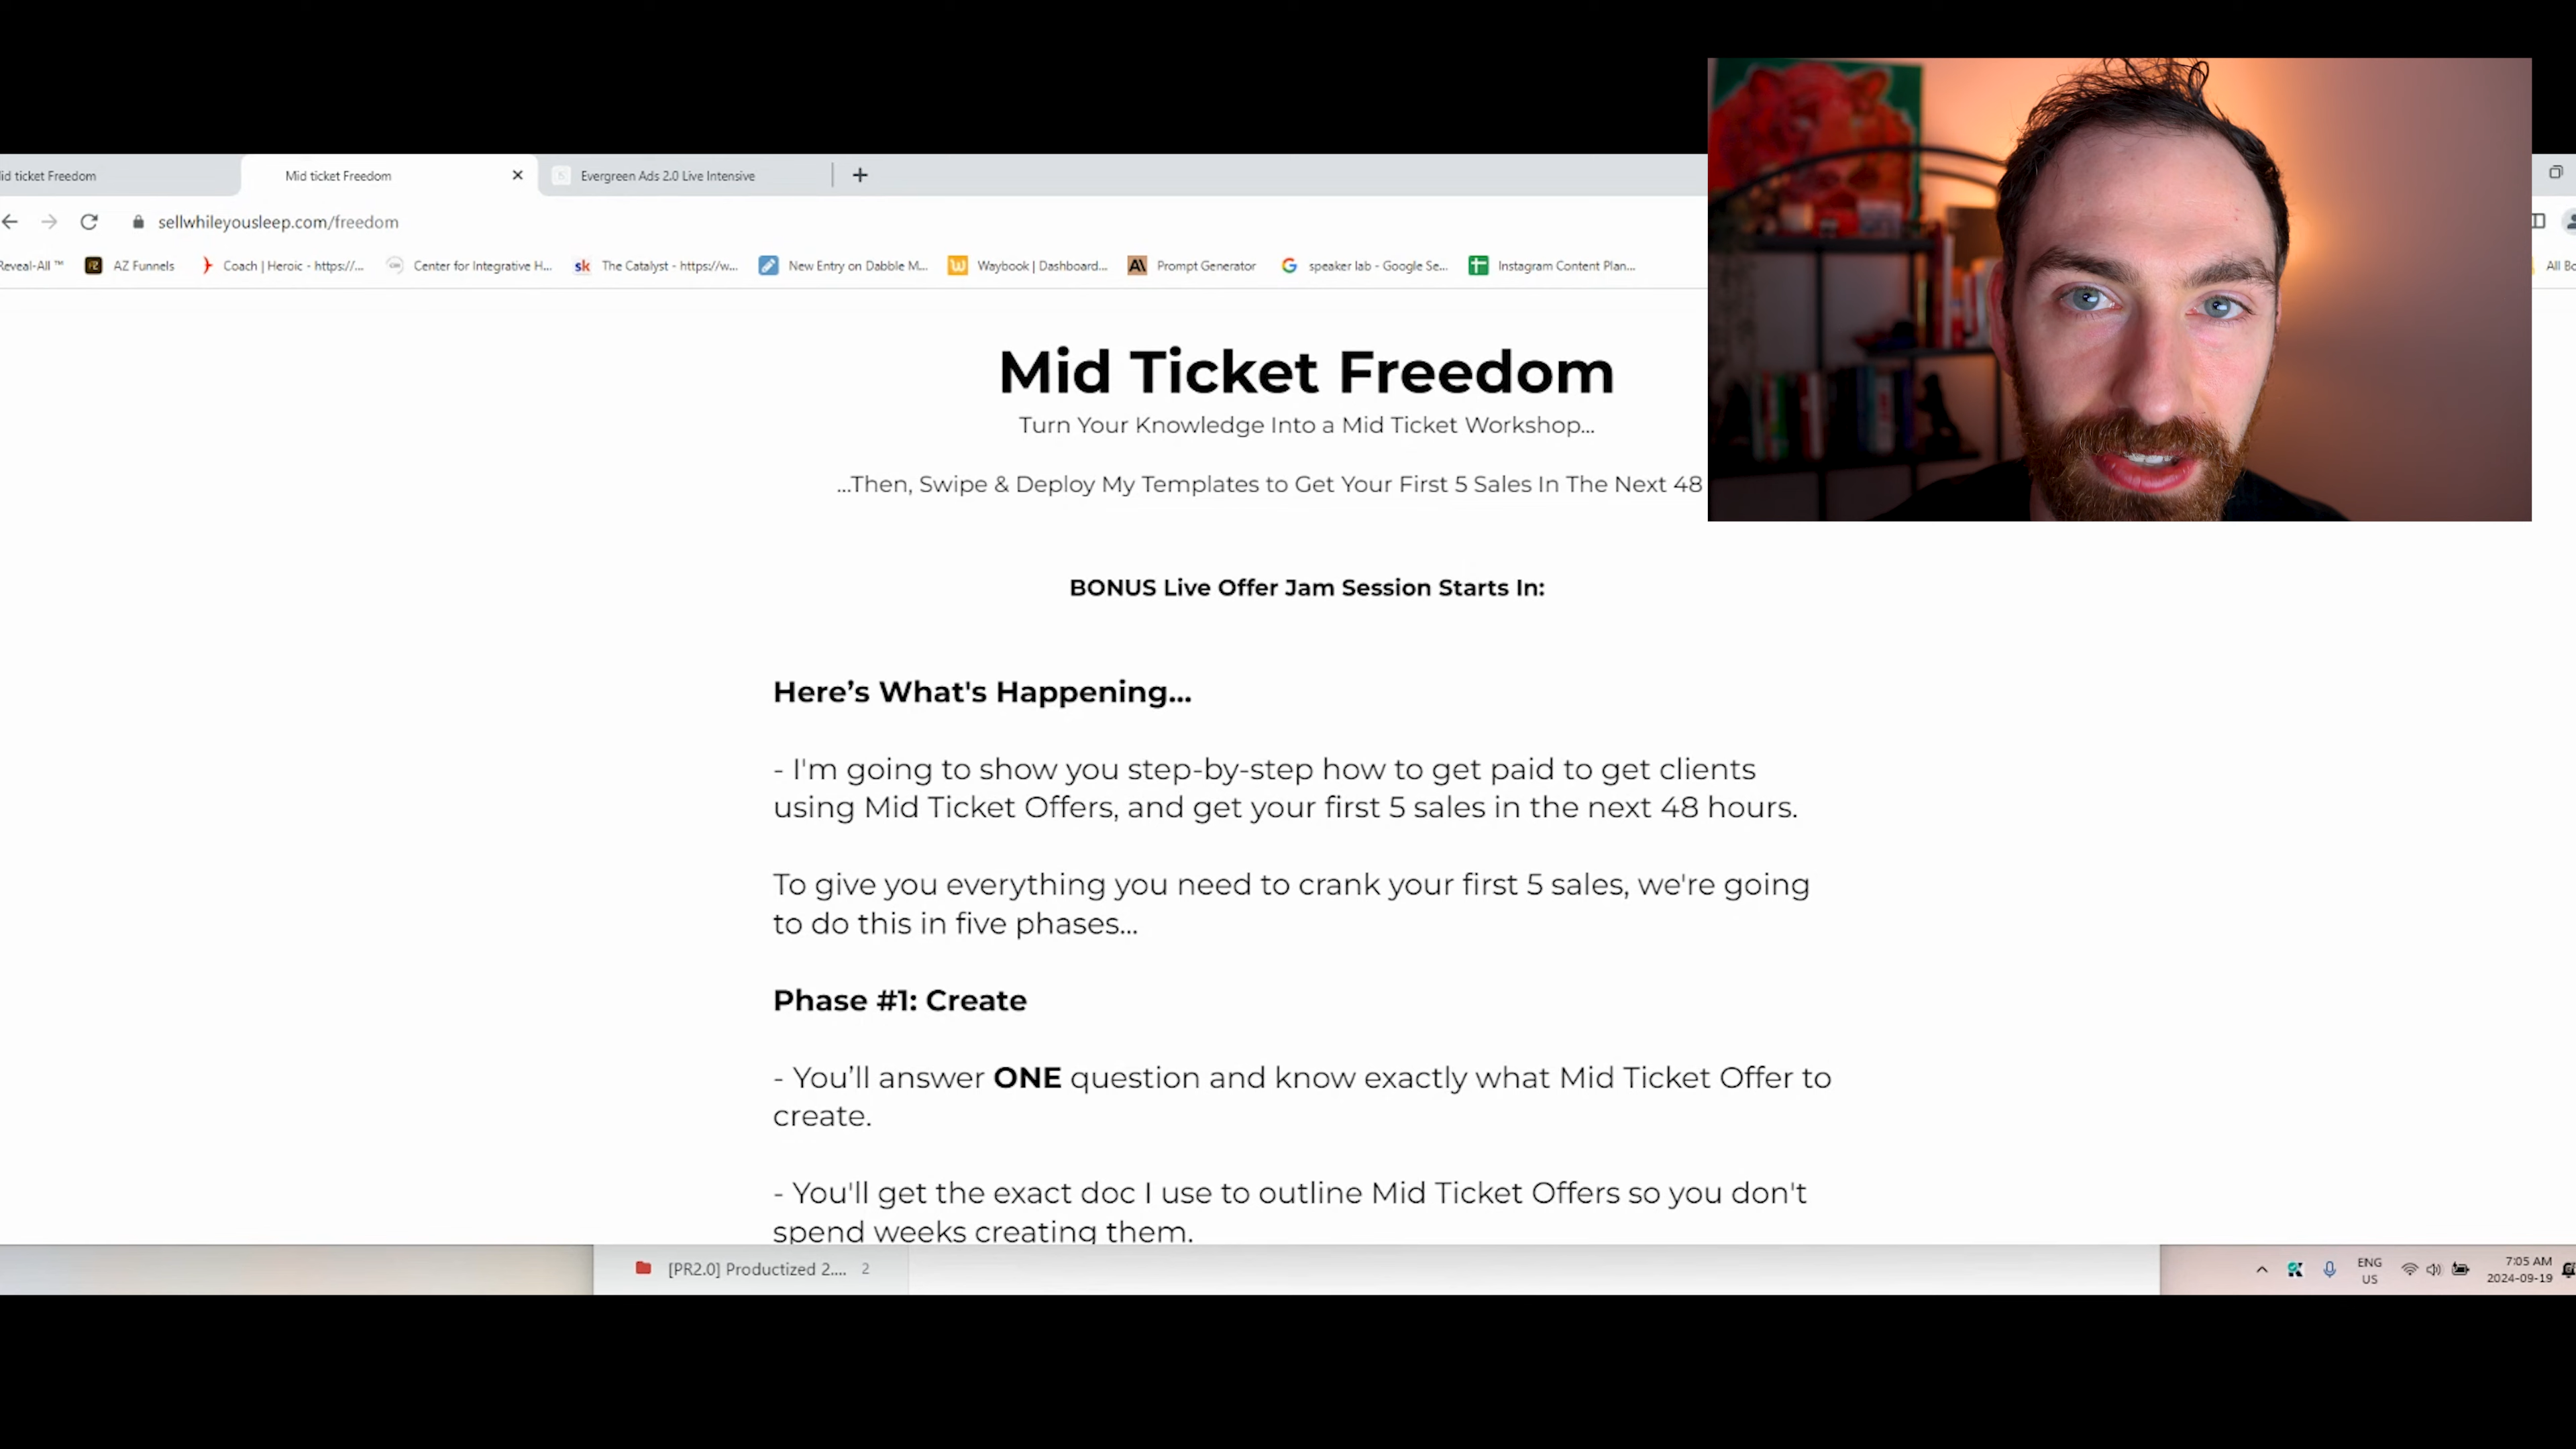 id ticket Freedom
Mid ticket Freedom
Evergreen Ads 2.0 Live Intensive
sellwhileyousleep.com/freedom
Reveal-All ™
AZ Funnels
Coach | Heroic - https://...
Center for Integrative H...
sk The Catalyst - https://w...
New Entry on Dabble M...
Waybook | Dashboard...
Prompt Generator
speaker lab - Google Se...
Instagram Content Plan...
All Bo
Mid Ticket Freedom
Turn Your Knowledge Into a Mid Ticket Workshop...
...Then, Swipe & Deploy My Templates to Get Your First 5 Sales In The Next 48
BONUS Live Offer Jam Session Starts In:
Here’s What's Happening...
- I'm going to show you step-by-step how to get paid to get clients
using Mid Ticket Offers, and get your first 5 sales in the next 48 hours.
To give you everything you need to crank your first 5 sales, we're going
to do this in five phases...
Phase #1: Create
- You’ll answer ONE question and know exactly what Mid Ticket Offer to
create.
- You'll get the exact doc I use to outline Mid Ticket Offers so you don't
spend weeks creating them.
[PR2.0] Productized 2.... 2
ENG
US
7:05 AM
2024-09-19